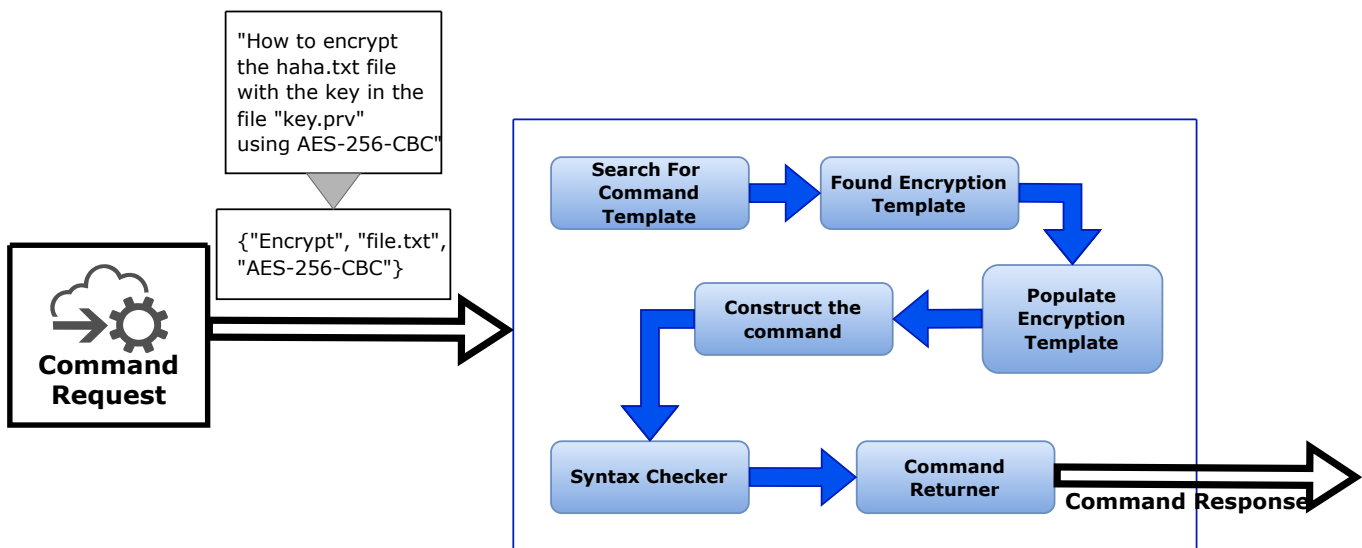 "How to encrypt
the haha.txt file
with the key in the
file "key.prv"
using AES-256-CBC"
{"Encrypt", "file.txt",
"AES-256-CBC"}
Command
Request
Search For
Command
Template
Found Encryption
Template
Populate
Encryption
Template
Construct the
command
Syntax Checker
Command
Returner
Command Response